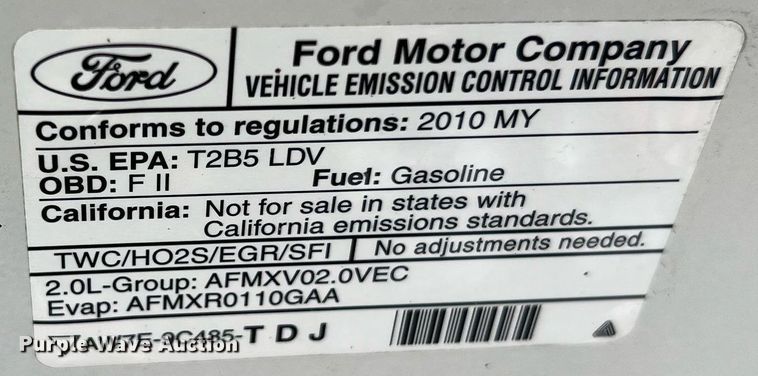 Ford
Ford Motor Company
VEHICLE EMISSION CONTROL INFORMATION
Conforms to regulations: 2010 MY
U.S. EPA: T2B5 LDV
OBD: F II Fuel: Gasoline
California: Not for sale in states with
California emissions standards.
TWC/HO2S/EGR/SFI No adjustments needed.
2.0L-Group: AFMXV02.0VEC
Evap: AFMXR0110GAA
9C485-TDJ
Purple Wave Auction